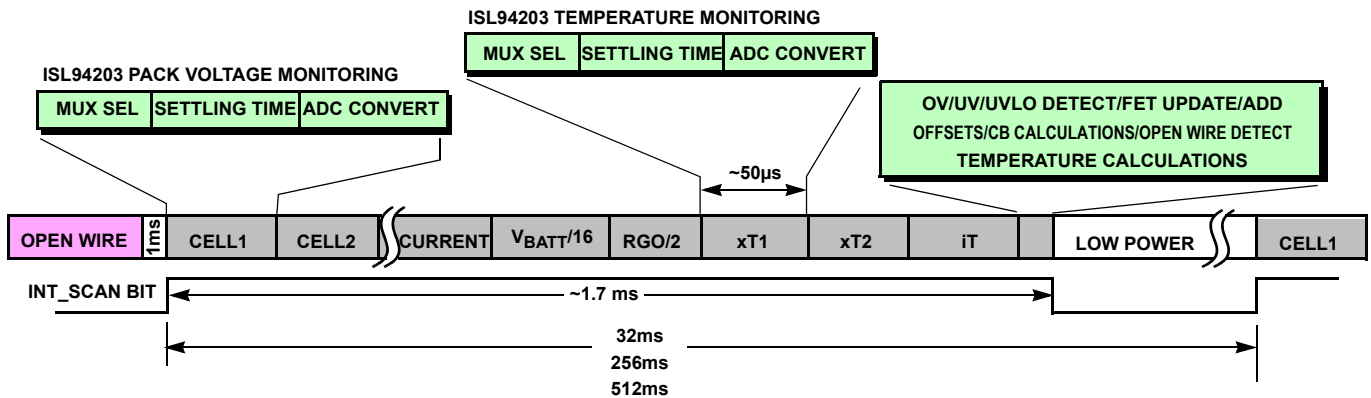 ISL94203 TEMPERATURE MONITORING
MUX SEL SETTLING TIME ADC CONVERT
ISL94203 PACK VOLTAGE MONITORING
MUX SEL SETTLING TIME ADC CONVERT
OV/UV/UVLO DETECT/FET UPDATE/ADD
OFFSETS/CB CALCULATIONS/OPEN WIRE DETECT
TEMPERATURE CALCULATIONS
~50µs
OPEN WIRE 1ms CELL1 CELL2 CURRENT VBATT/16 RGO/2 xT1 xT2 iT LOW POWER CELL1
INT_SCAN BIT
~1.7 ms
32ms
256ms
512ms